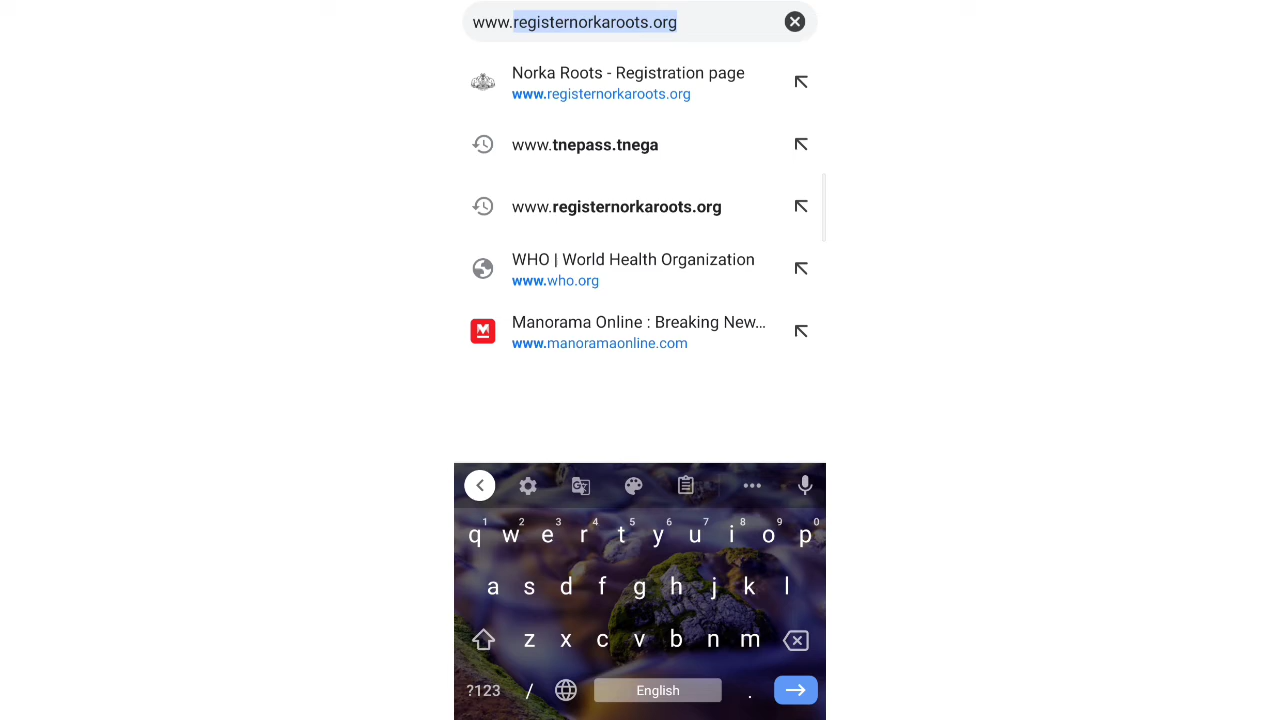 www.registernorkaroots.org
Norka Roots - Registration page
www.registernorkaroots.org
www.tnepass.tnega
www.registernorkaroots.org
WHO | World Health Organization
www.who.org
Manorama Online : Breaking New...
www.manoramaonline.com
1 2 3 4 5 6 7 8 9 0
q w e r t y u i o p
a s d f g h j k l
z x c v b n m
?123 / English .